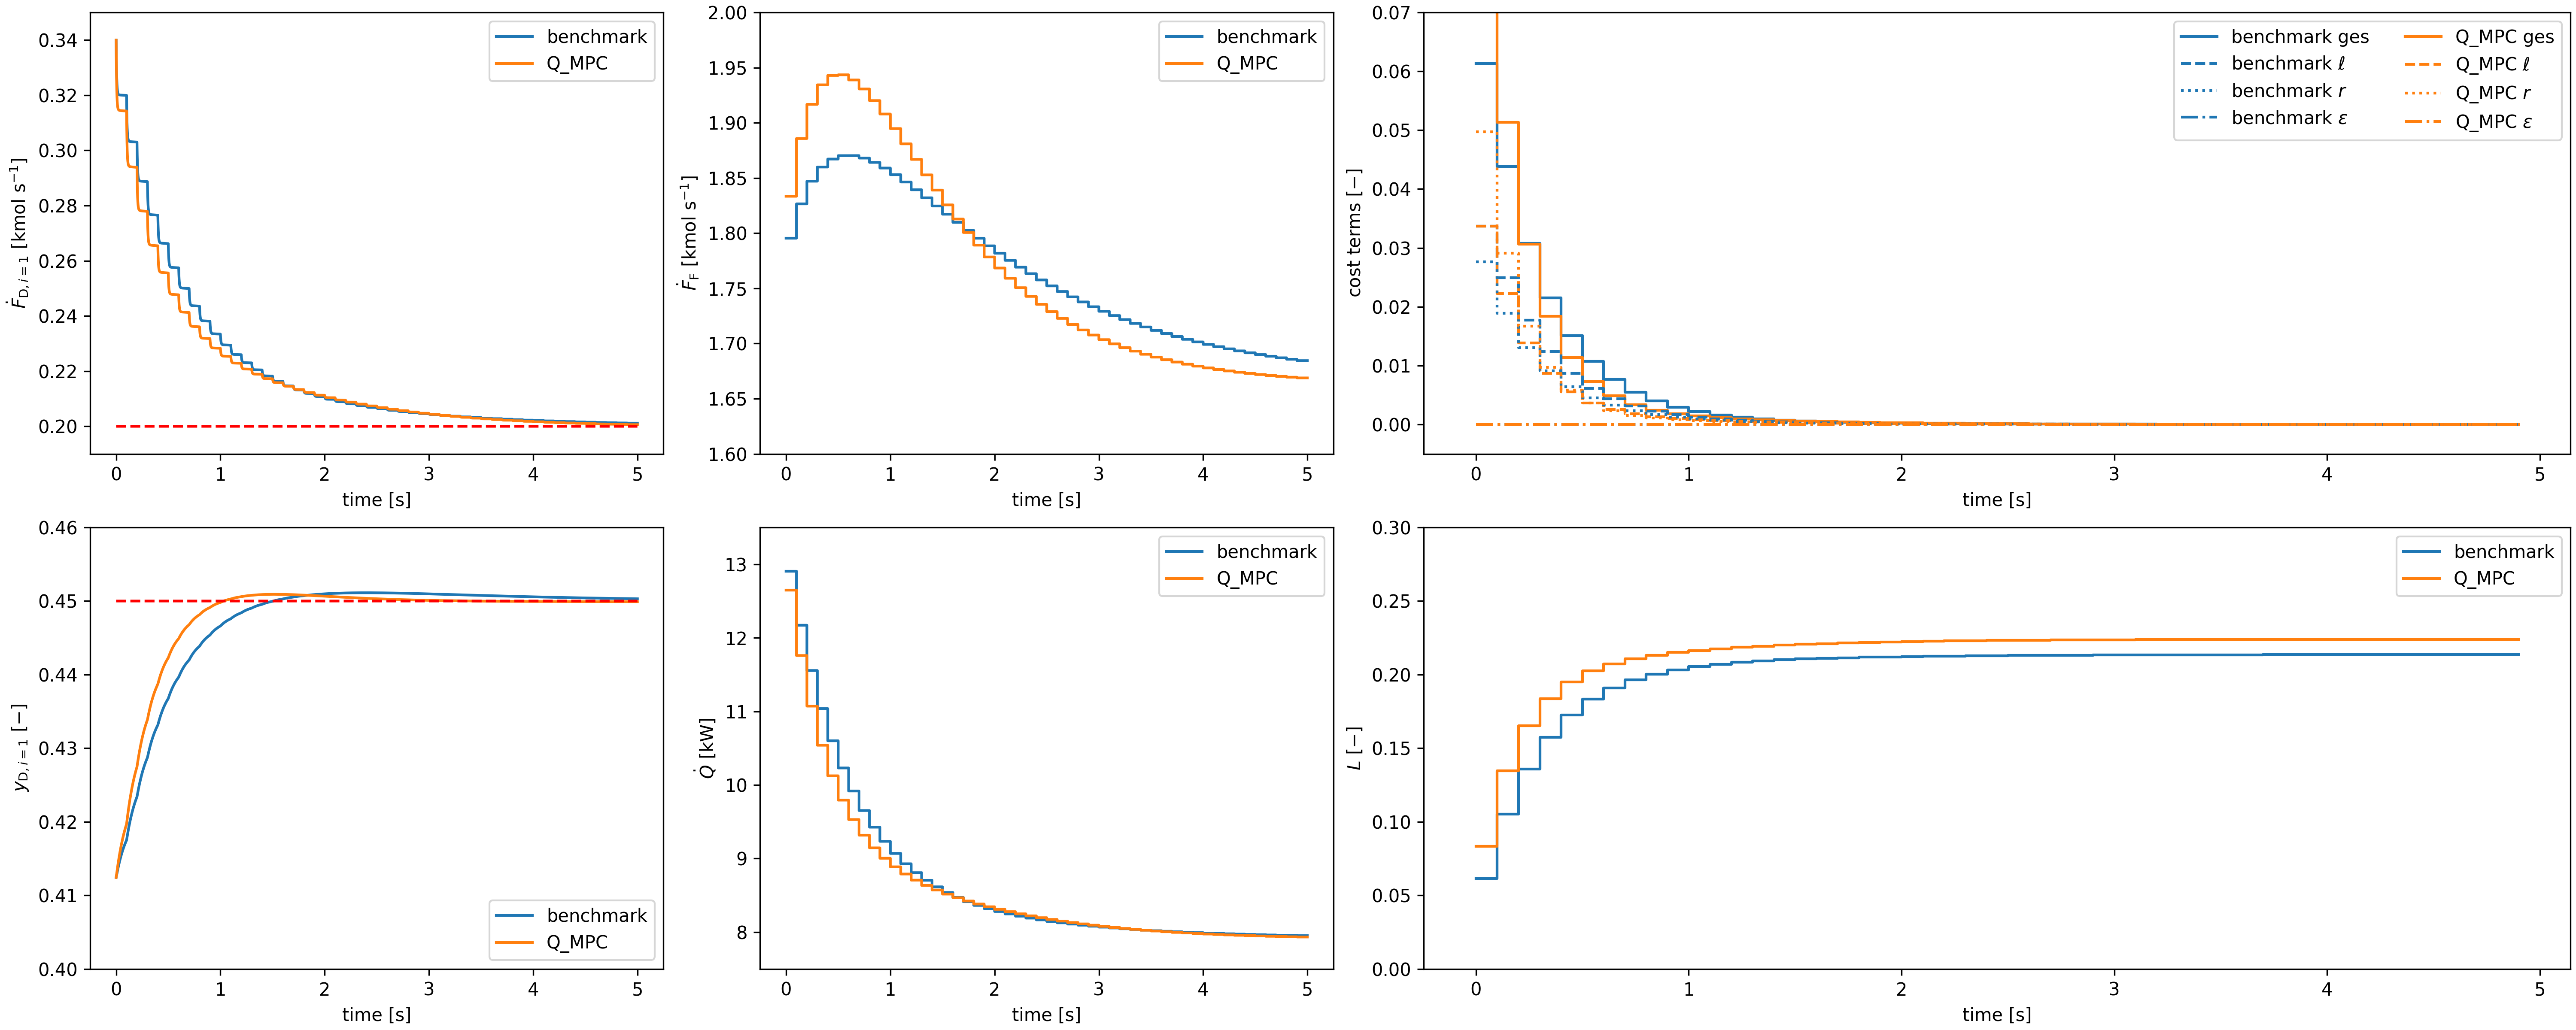 0.34
0.32
0.30
0.28
0.26
0.24
0.22
0.20
Ḟ_D,i=1 [kmol s⁻¹]
benchmark
Q_MPC
0 1 2 3 4 5
time [s]
2.00
1.95
1.90
1.85
1.80
1.75
1.70
1.65
1.60
Ḟ_F [kmol s⁻¹]
benchmark
Q_MPC
0 1 2 3 4 5
time [s]
0.07
0.06
0.05
0.04
0.03
0.02
0.01
0.00
cost terms [−]
benchmark ges Q_MPC ges
benchmark ℓ Q_MPC ℓ
benchmark r Q_MPC r
benchmark ε Q_MPC ε
0 1 2 3 4 5
time [s]
0.46
0.45
0.44
0.43
0.42
0.41
0.40
y_D,i=1 [−]
benchmark
Q_MPC
0 1 2 3 4 5
time [s]
13
12
11
10
9
8
Q̇ [kW]
benchmark
Q_MPC
0 1 2 3 4 5
time [s]
0.30
0.25
0.20
0.15
0.10
0.05
0.00
L [−]
benchmark
Q_MPC
0 1 2 3 4 5
time [s]